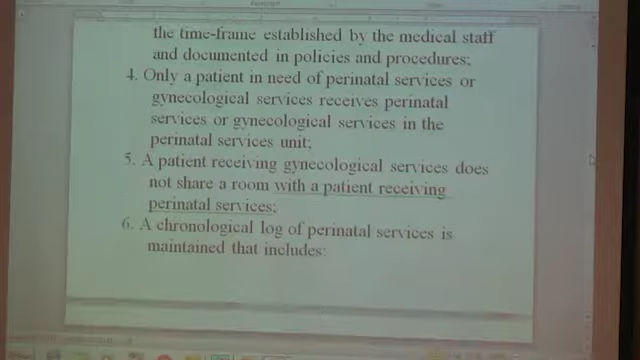 the time-frame established by the medical staff
and documented in policies and procedures;
4. Only a patient in need of perinatal services or
gynecological services receives perinatal
services or gynecological services in the
perinatal services unit;
5. A patient receiving gynecological services does
not share a room with a patient receiving
perinatal services;
6. A chronological log of perinatal services is
maintained that includes: